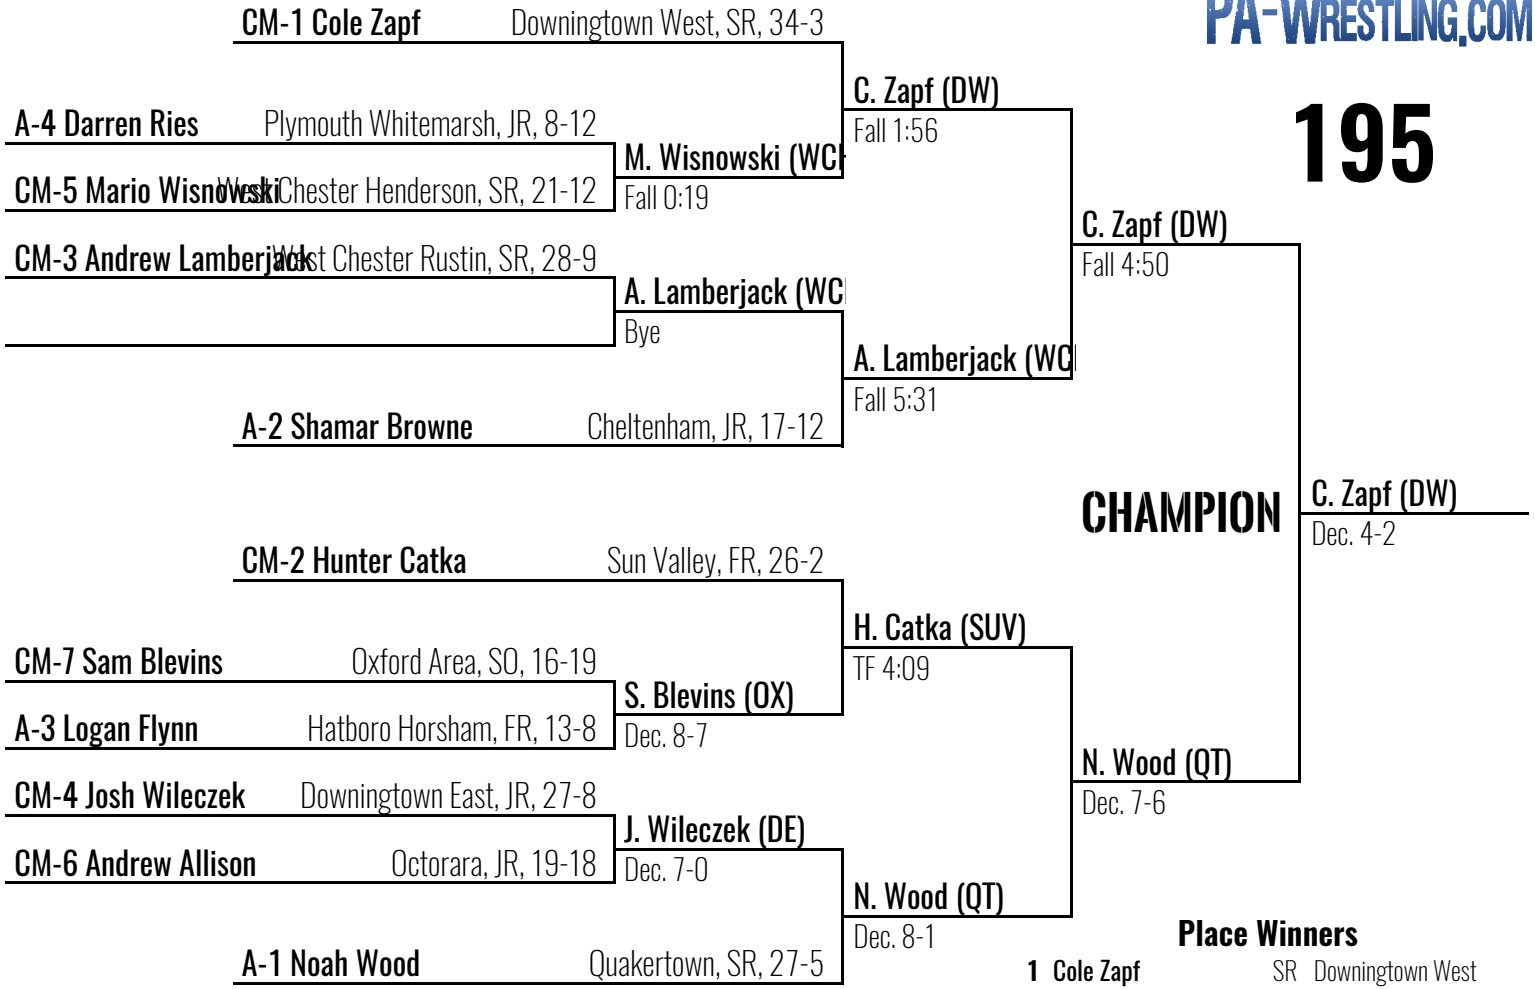 PA-WRESTLING.COM
195
CM-1 Cole Zapf Downingtown West, SR, 34-3
C. Zapf (DW)
Fall 1:56
A-4 Darren Ries Plymouth Whitemarsh, JR, 8-12
M. Wisnowski (WC
Fall 0:19
CM-5 Mario Wisnowski West Chester Henderson, SR, 21-12
C. Zapf (DW)
Fall 4:50
CM-3 Andrew Lamberjack West Chester Rustin, SR, 28-9
A. Lamberjack (WC
Bye
A. Lamberjack (WC
Fall 5:31
A-2 Shamar Browne Cheltenham, JR, 17-12
CHAMPION
C. Zapf (DW)
Dec. 4-2
CM-2 Hunter Catka Sun Valley, FR, 26-2
H. Catka (SUV)
TF 4:09
CM-7 Sam Blevins Oxford Area, SO, 16-19
S. Blevins (OX)
Dec. 8-7
A-3 Logan Flynn Hatboro Horsham, FR, 13-8
N. Wood (QT)
Dec. 7-6
CM-4 Josh Wileczek Downingtown East, JR, 27-8
J. Wileczek (DE)
Dec. 7-0
CM-6 Andrew Allison Octorara, JR, 19-18
N. Wood (QT)
Dec. 8-1
A-1 Noah Wood Quakertown, SR, 27-5
Place Winners
1 Cole Zapf SR Downingtown West